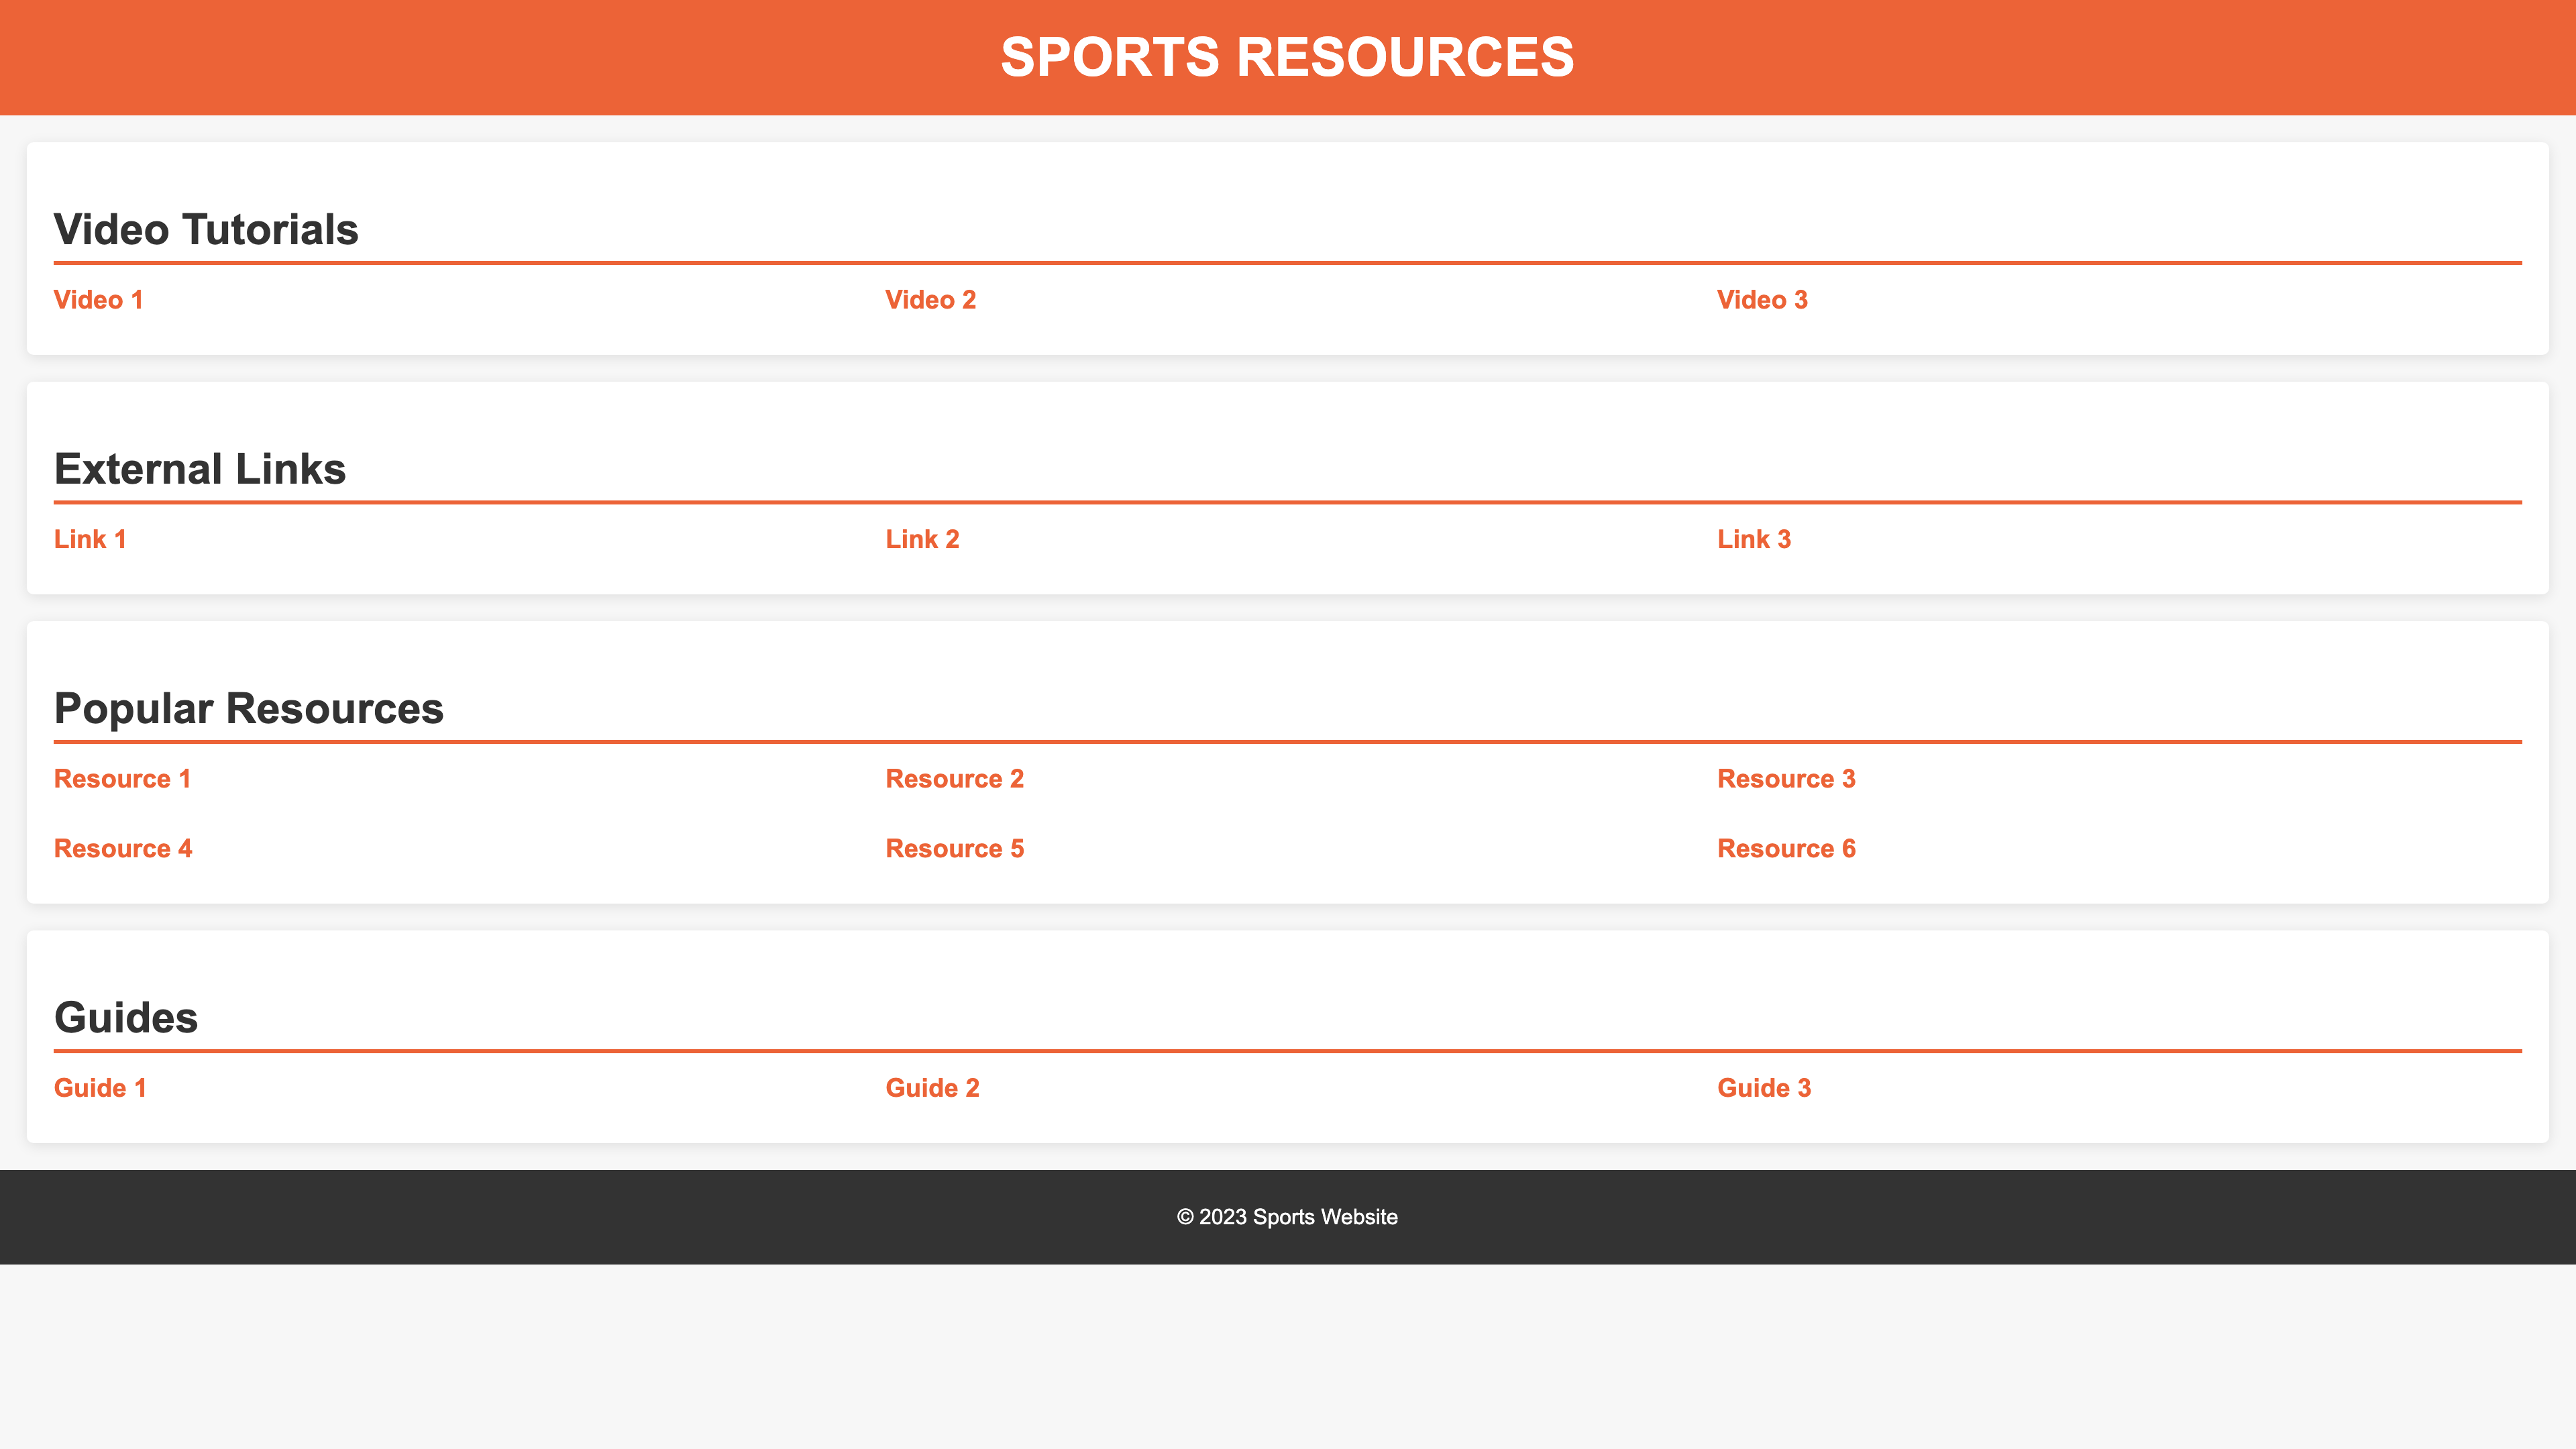 SPORTS RESOURCES
Video Tutorials
Video 1 Video 2 Video 3
External Links
Link 1 Link 2 Link 3
Popular Resources
Resource 1 Resource 2 Resource 3
Resource 4 Resource 5 Resource 6
Guides
Guide 1 Guide 2 Guide 3
© 2023 Sports Website